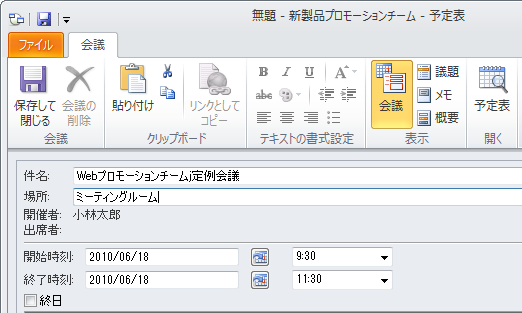 無題 - 新製品プロモーションチーム - 予定表
ファイル 会議
保存して閉じる
会議の削除
貼り付け
リンクとしてコピー
B I U A
abc A
会議
議題
メモ
概要
予定表
会議 クリップボード テキストの書式設定 表示 開く
件名: Webプロモーションチームj定例会議
場所: ミーティングルーム
開催者: 小林太郎
出席者:
開始時刻: 2010/06/18 9:30
終了時刻: 2010/06/18 11:30
終日